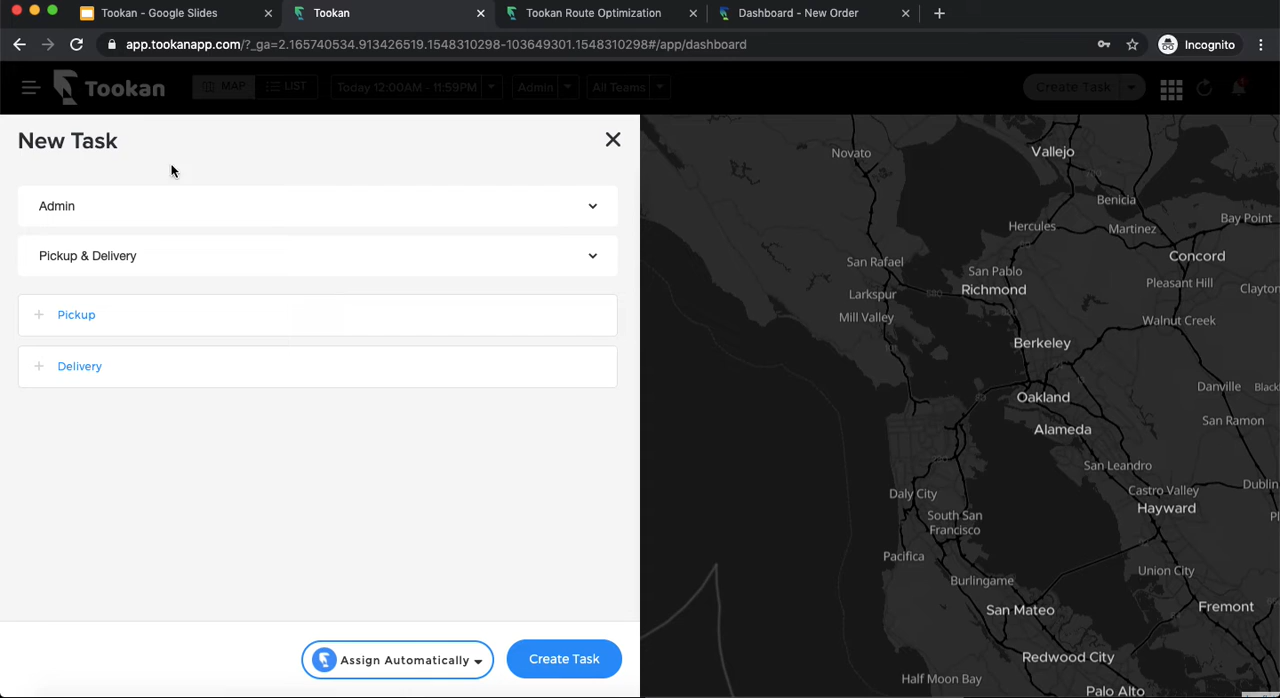 Tookan - Google Slides
Tookan
Tookan Route Optimization
Dashboard - New Order
app.tookanapp.com/?_ga=2.165740534.913426519.1548310298-103649301.1548310298#/app/dashboard
Incognito
Tookan
MAP
LIST
Today 12:00AM - 11:59PM
Admin
All Teams
Create Task
New Task
Admin
Pickup & Delivery
Pickup
Delivery
Assign Automatically
Create Task
Novato
Vallejo
Benicia
Bay Point
Hercules
Martinez
Concord
San Rafael
San Pablo
Richmond
Pleasant Hill
Clayton
Larkspur
Mill Valley
Walnut Creek
Berkeley
Danville
Oakland
Alameda
San Ramon
San Leandro
Castro Valley
Dublin
Hayward
Daly City
South San
Francisco
Pacifica
Union City
Burlingame
San Mateo
Fremont
Redwood City
Half Moon Bay
Palo Alto